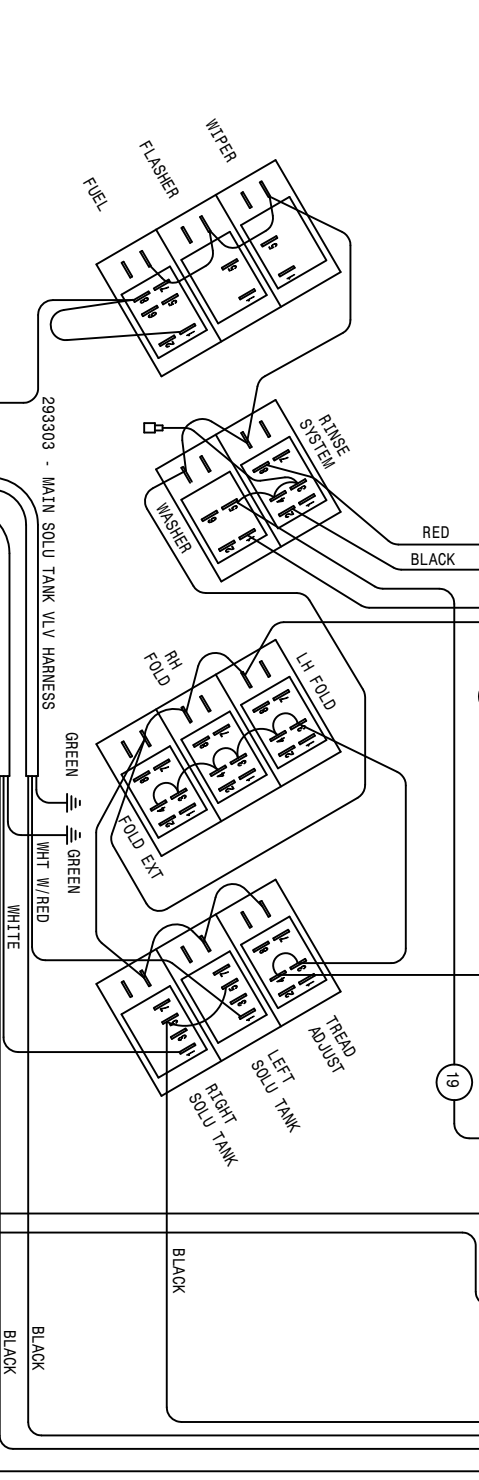 WIPER
FLASHER
FUEL
RINSE
SYSTEM
WASHER
RED
BLACK
293303 - MAIN SOLU TANK VLV HARNESS
LH FOLD
RH
FOLD
FOLD EXT
GREEN
GREEN
WHT W/RED
WHITE
TREAD
ADJUST
LEFT
SOLU TANK
RIGHT
SOLU TANK
19
BLACK
BLACK
BLACK